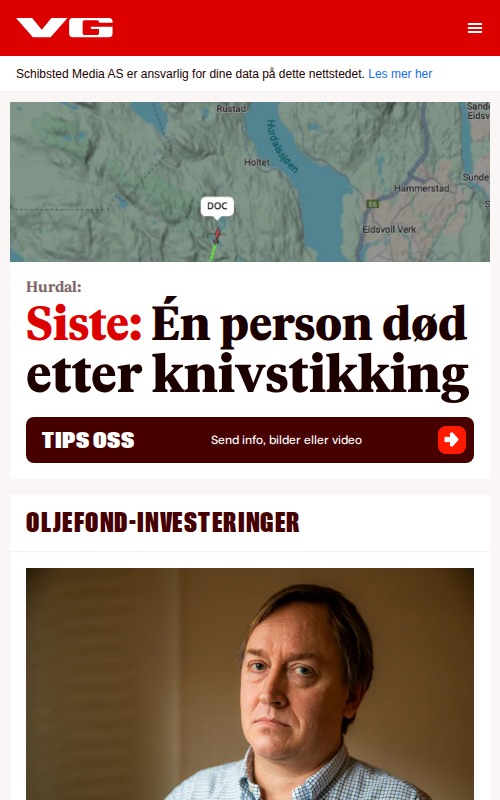 VG
Schibsted Media AS er ansvarlig for dine data på dette nettstedet. Les mer her
Rustad
Hurdalssjøen
Holtet
Hammerstad
E6
DOC
Eidsvoll Verk
Hurdal:
Siste: Én person død
etter knivstikking
TIPS OSS
Send info, bilder eller video
OLJEFOND-INVESTERINGER